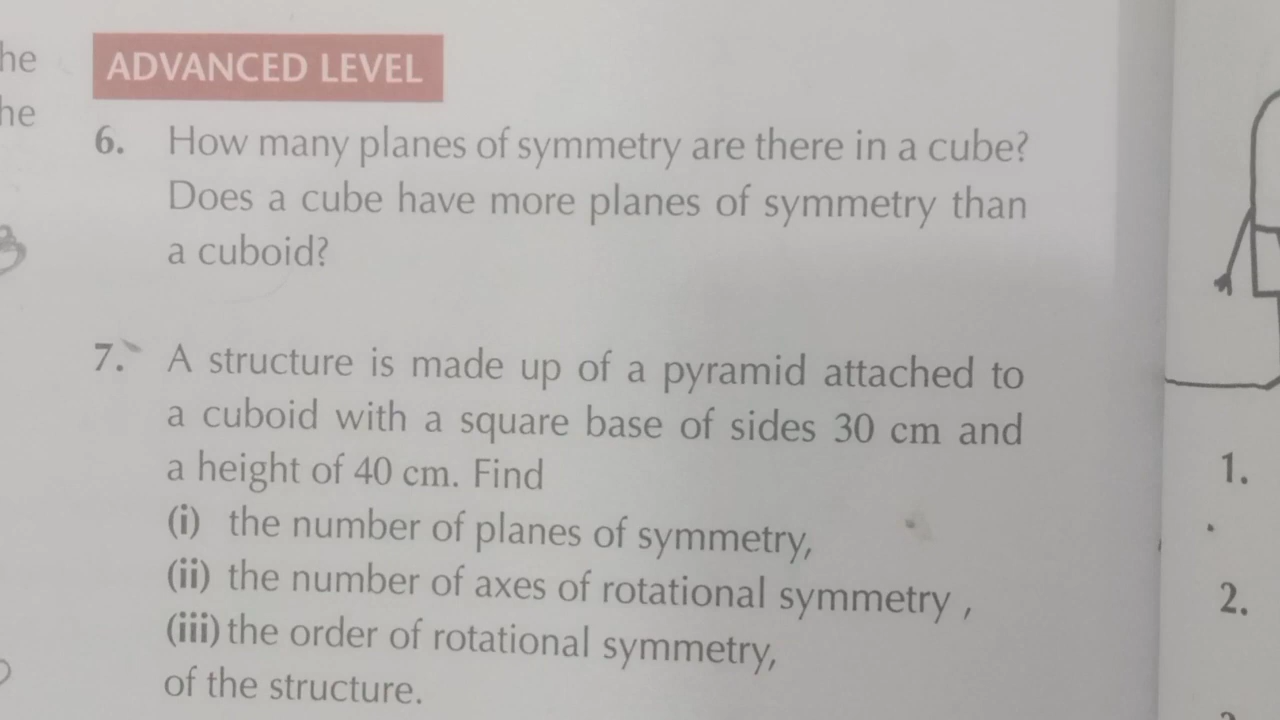 he
he
ADVANCED LEVEL
6. How many planes of symmetry are there in a cube?
Does a cube have more planes of symmetry than
a cuboid?
7. A structure is made up of a pyramid attached to
a cuboid with a square base of sides 30 cm and
a height of 40 cm. Find
(i) the number of planes of symmetry,
(ii) the number of axes of rotational symmetry ,
(iii) the order of rotational symmetry,
of the structure.
1.
2.